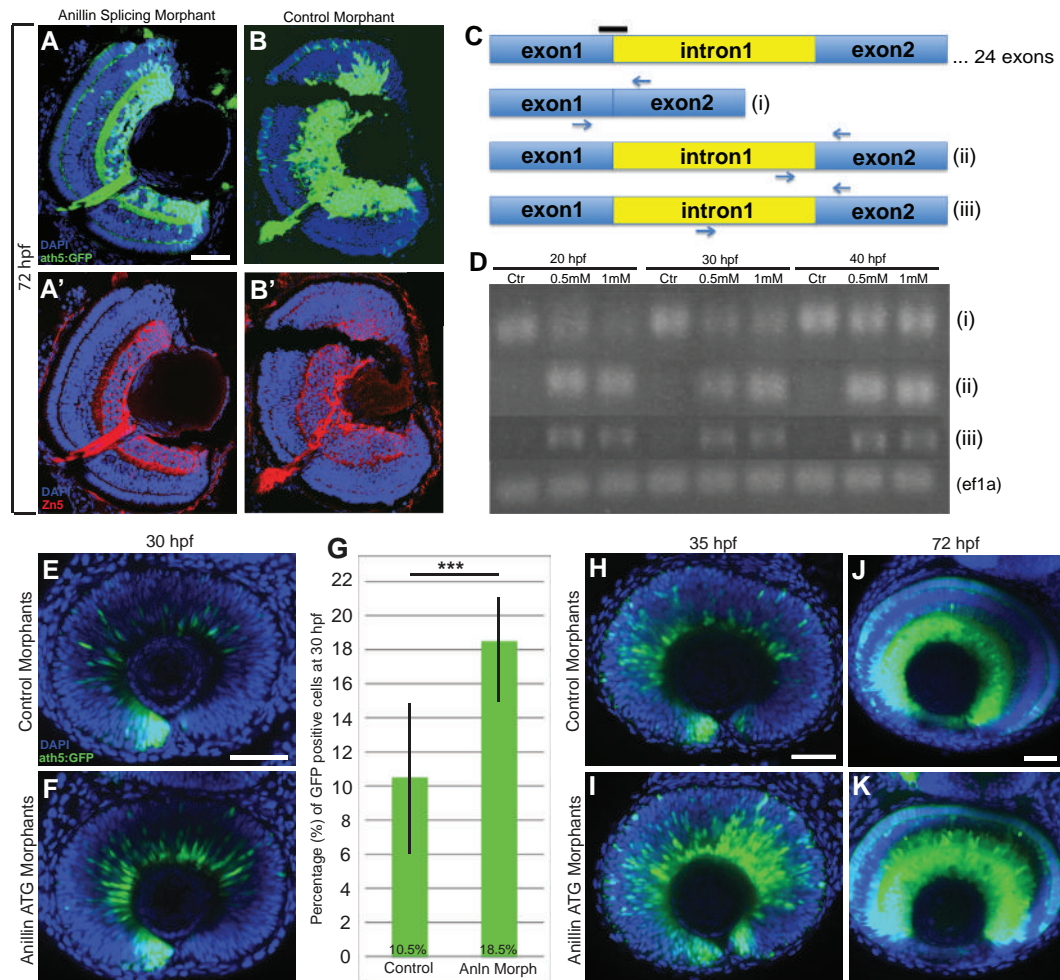 Anillin Splicing Morphant
Control Morphant
72 hpf
A
DAPI
ath5:GFP
B
A'
DAPI
Zn5
B'
C
exon1 intron1 exon2 ... 24 exons
exon1 exon2 (i)
exon1 intron1 exon2 (ii)
exon1 intron1 exon2 (iii)
D
20 hpf 30 hpf 40 hpf
Ctr 0.5mM 1mM Ctr 0.5mM 1mM Ctr 0.5mM 1mM
(i)
(ii)
(iii)
(ef1a)
30 hpf
Control Morphants
E
DAPI
ath5:GFP
Anillin ATG Morphants
F
G
Percentage (%) of GFP positive cells at 30 hpf
22
20
18
16
14
12
10
8
6
4
2
0
***
10.5% 18.5%
Control Anln Morph
35 hpf
72 hpf
Control Morphants
H
J
Anillin ATG Morphants
I
K